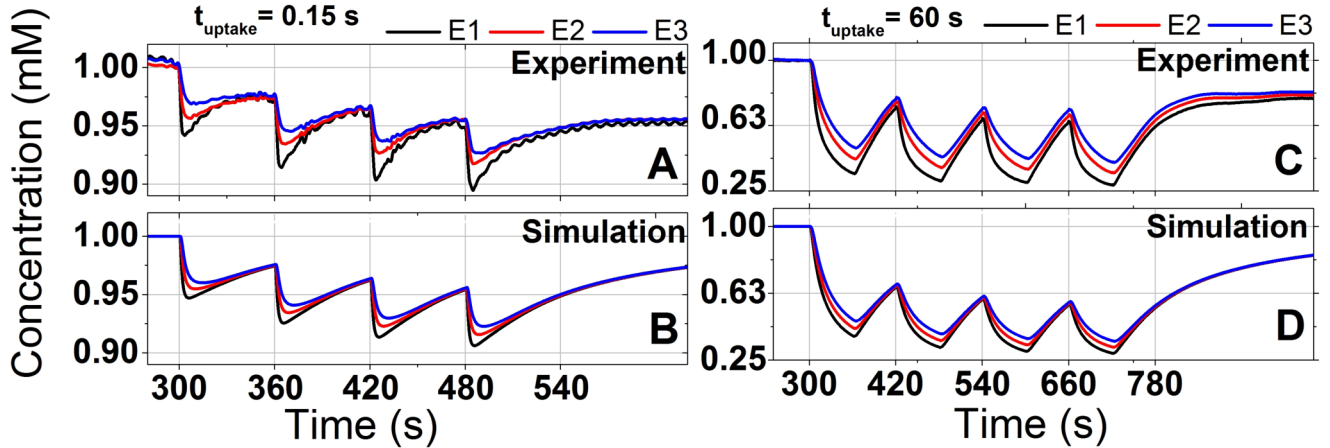 t_uptake = 0.15 s
E1 E2 E3
t_uptake = 60 s
E1 E2 E3
Concentration (mM)
1.00
0.95
0.90
Experiment
A
1.00
0.95
0.90
Simulation
B
300 360 420 480 540
Time (s)
1.00
0.63
0.25
Experiment
C
1.00
0.63
0.25
Simulation
D
300 420 540 660 780
Time (s)